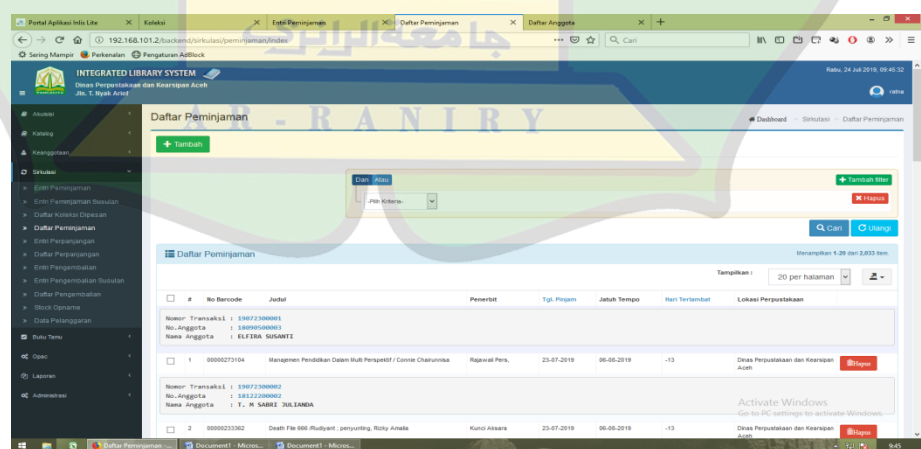 Portal Aplikasi Inlis Lite
Koleksi
Entri Peminjaman
Daftar Peminjaman
Daftar Anggota
192.168.101.2/backend/sirkulasi/peminjaman/index
Cari
Sering Mampir
Perkenalan
Pengaturan AdBlock
INTEGRATED LIBRARY SYSTEM
Dinas Perpustakaan dan Kearsipan Aceh
Jln. T. Nyak Arief
Rabu, 24 Juli 2019, 09:45:32
ratna
Akuisisi
Katalog
Keanggotaan
Sirkulasi
Entri Peminjaman
Entri Peminjaman Susulan
Daftar Koleksi Dipesan
Daftar Peminjaman
Entri Perpanjangan
Daftar Perpanjangan
Entri Pengembalian
Entri Pengembalian Susulan
Daftar Pengembalian
Stock Opname
Data Pelanggaran
Buku Tamu
Opac
Laporan
Administrasi
Daftar Peminjaman
Dashboard
Sirkulasi
Daftar Peminjaman
جامعة
A R - R A N I R Y
+ Tambah
Dan Atau
-Pilih Kriteria-
+ Tambah filter
Hapus
Cari
Ulangi
Daftar Peminjaman
Menampilkan 1-20 dari 2,033 item.
Tampilkan :
20 per halaman
# No Barcode Judul Penerbit Tgl. Pinjam Jatuh Tempo Hari Terlambat Lokasi Perpustakaan
Nomor Transaksi : 19072300001
No.Anggota : 18090500003
Nama Anggota : ELFIRA SUSANTI
1 00000273104 Manajemen Pendidikan Dalam Multi Perspektif / Connie Chairunnisa Rajawali Pers, 23-07-2019 06-08-2019 -13 Dinas Perpustakaan dan Kearsipan Aceh Hapus
Nomor Transaksi : 19072300002
No.Anggota : 18122200002
Nama Anggota : T. M SABRI JULIANDA
2 00000233362 Death File 666 /Rudiyant ; penyunting, Rizky Amalia Kunci Aksara 23-07-2019 06-08-2019 -13 Dinas Perpustakaan dan Kearsipan Aceh Hapus
Activate Windows
Go to PC settings to activate Windows.
Daftar Peminjaman -...
Document1 - Micros...
Document1 - Micros...
9:45